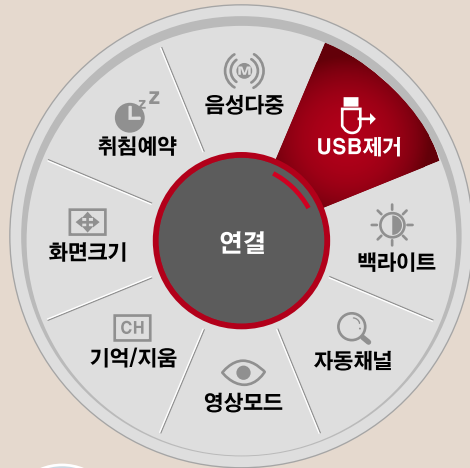 Z
Z
M
음성다중
취침예약
USB제거
화면크기
연결
백라이트
CH
기억/지움
자동채널
영상모드